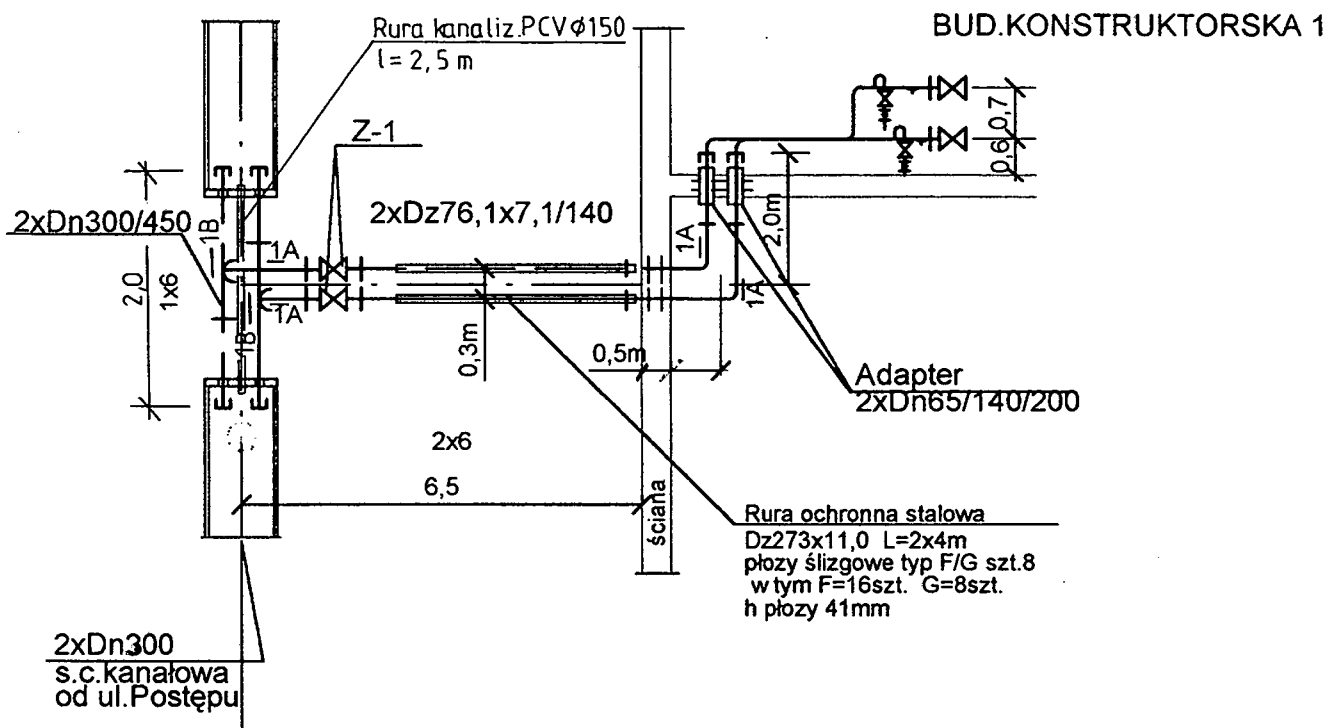 BUD.KONSTRUKTORSKA 1
Rura kanaliz.PCVϕ150
l= 2,5 m
Z-1
0,7
0,6
2xDn300/450
1B
1A
2xDz76,1x7,1/140
1A
2,0m
2,0
1x6
1B
1A
1A
0,3m
0,5m
Adapter
2xDn65/140/200
2x6
6,5
ściana
Rura ochronna stalowa
Dz273x11,0 L=2x4m
płozy ślizgowe typ F/G szt.8
w tym F=16szt. G=8szt.
h płozy 41mm
2xDn300
s.c.kanałowa
od ul.Postępu